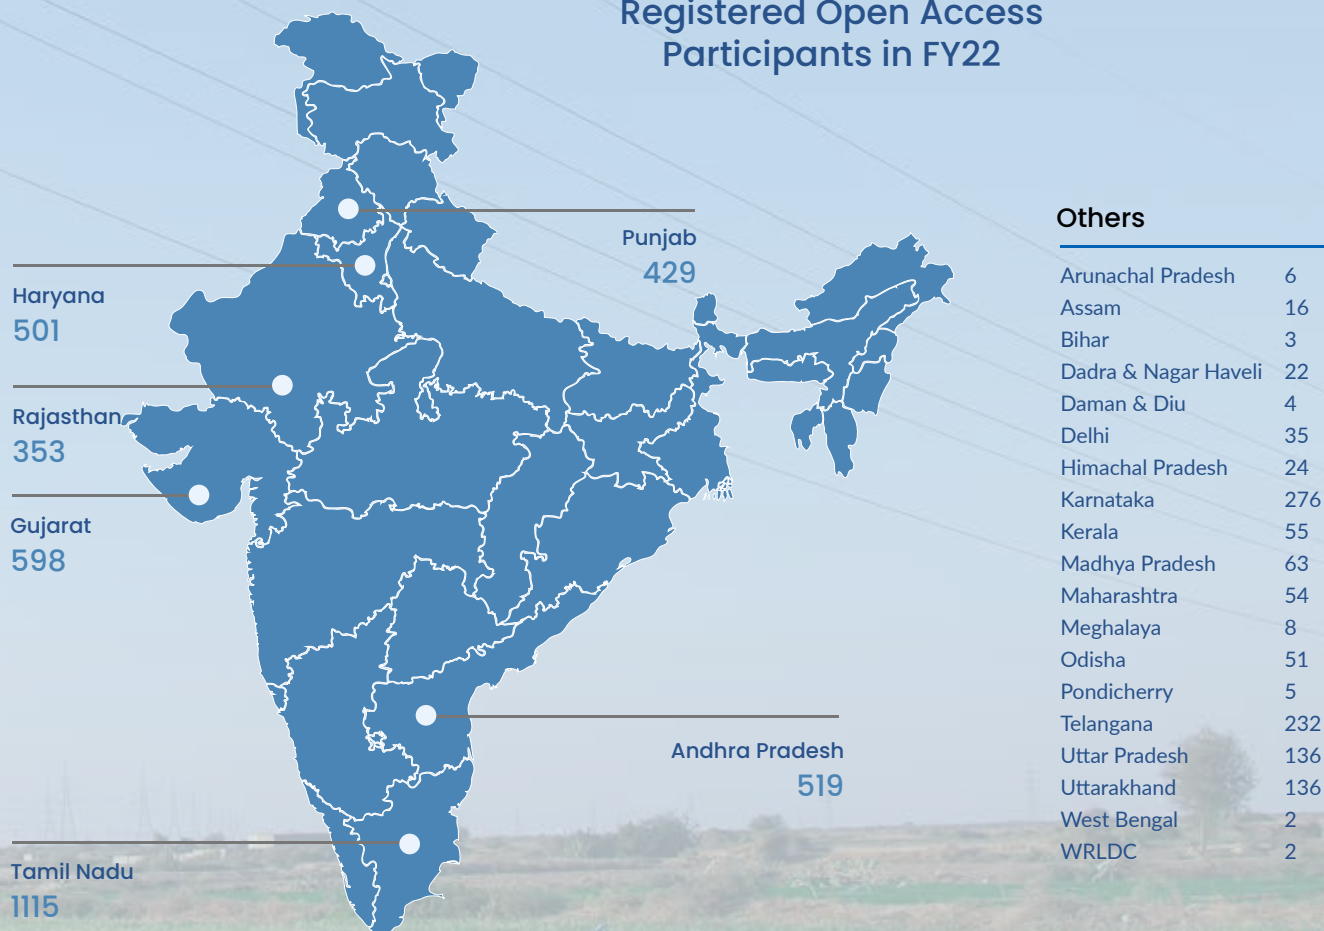 Registered Open Access
Participants in FY22
Punjab
429
Haryana
501
Rajasthan
353
Gujarat
598
Andhra Pradesh
519
Tamil Nadu
1115
Others
Arunachal Pradesh 6
Assam 16
Bihar 3
Dadra & Nagar Haveli 22
Daman & Diu 4
Delhi 35
Himachal Pradesh 24
Karnataka 276
Kerala 55
Madhya Pradesh 63
Maharashtra 54
Meghalaya 8
Odisha 51
Pondicherry 5
Telangana 232
Uttar Pradesh 136
Uttarakhand 136
West Bengal 2
WRLDC 2